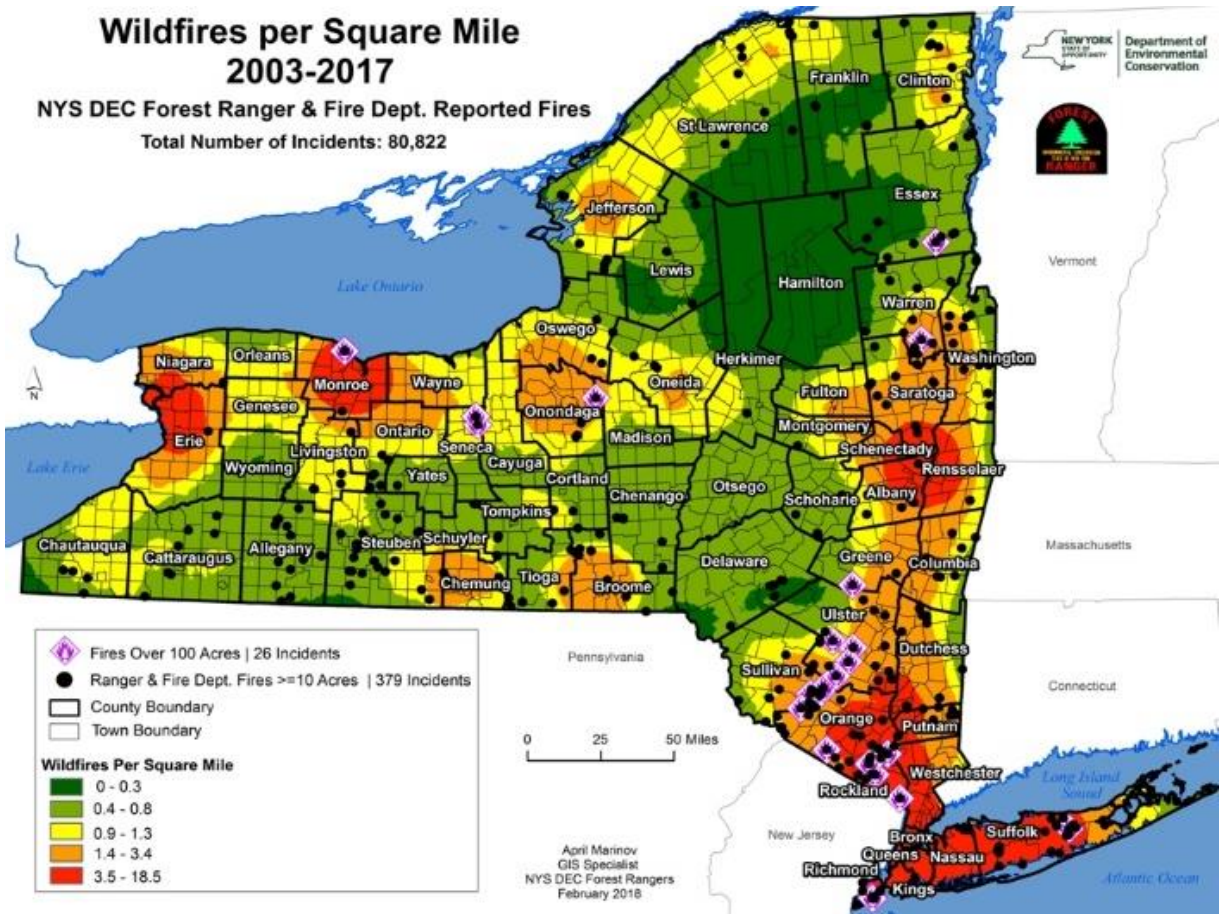 Wildfires per Square Mile
2003-2017
NYS DEC Forest Ranger & Fire Dept. Reported Fires
Total Number of Incidents: 80,822
NEW YORK
STATE OF
OPPORTUNITY
Department of
Environmental
Conservation
FOREST
RANGER
Franklin
Clinton
St Lawrence
Essex
Jefferson
Lewis
Hamilton
Vermont
Lake Ontario
Warren
Oswego
Washington
Niagara
Orleans
Herkimer
Monroe
Wayne
Oneida
Fulton
Saratoga
Genesee
Onondaga
Montgomery
Erie
Ontario
Madison
Seneca
Livingston
Schenectady
Lake Erie
Wyoming
Cayuga
Rensselaer
Yates
Cortland
Otsego
Albany
Chenango
Schoharie
Tompkins
Chautauqua
Cattaraugus
Allegany
Steuben
Schuyler
Massachusetts
Greene
Columbia
Delaware
Chemung
Tioga
Broome
Ulster
N
Fires Over 100 Acres | 26 Incidents
Ranger & Fire Dept. Fires >=10 Acres | 379 Incidents
County Boundary
Town Boundary
Wildfires Per Square Mile
0 - 0.3
0.4 - 0.8
0.9 - 1.3
1.4 - 3.4
3.5 - 18.5
Pennsylvania
Sullivan
Dutchess
Connecticut
Orange
Putnam
0 25 50 Miles
Westchester
Rockland
Long Island
Sound
New Jersey
Bronx
Suffolk
Queens
Nassau
Richmond
Kings
Atlantic Ocean
April Marinov
GIS Specialist
NYS DEC Forest Rangers
February 2018